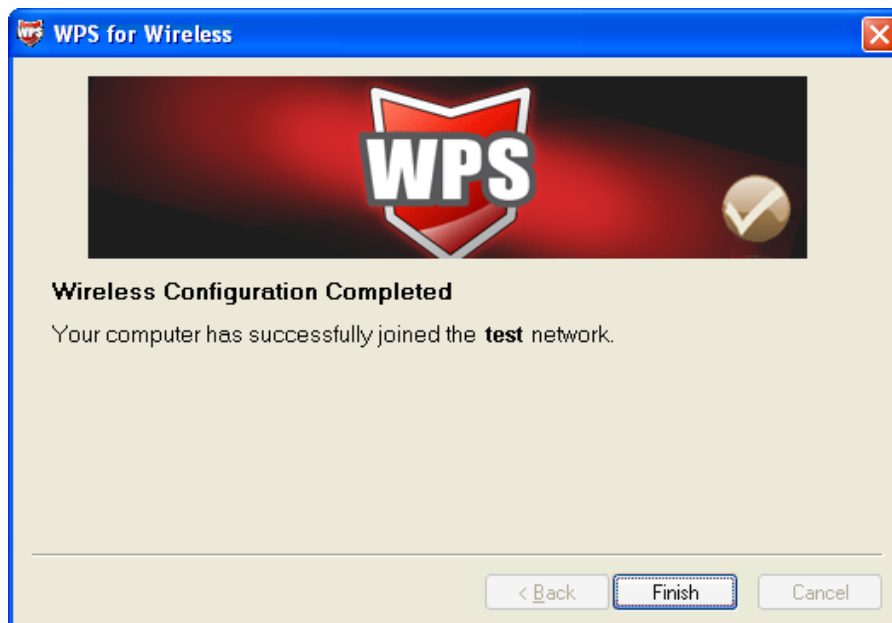 WPS for Wireless
WPS
Wireless Configuration Completed
Your computer has successfully joined the test network.
< Back Finish Cancel